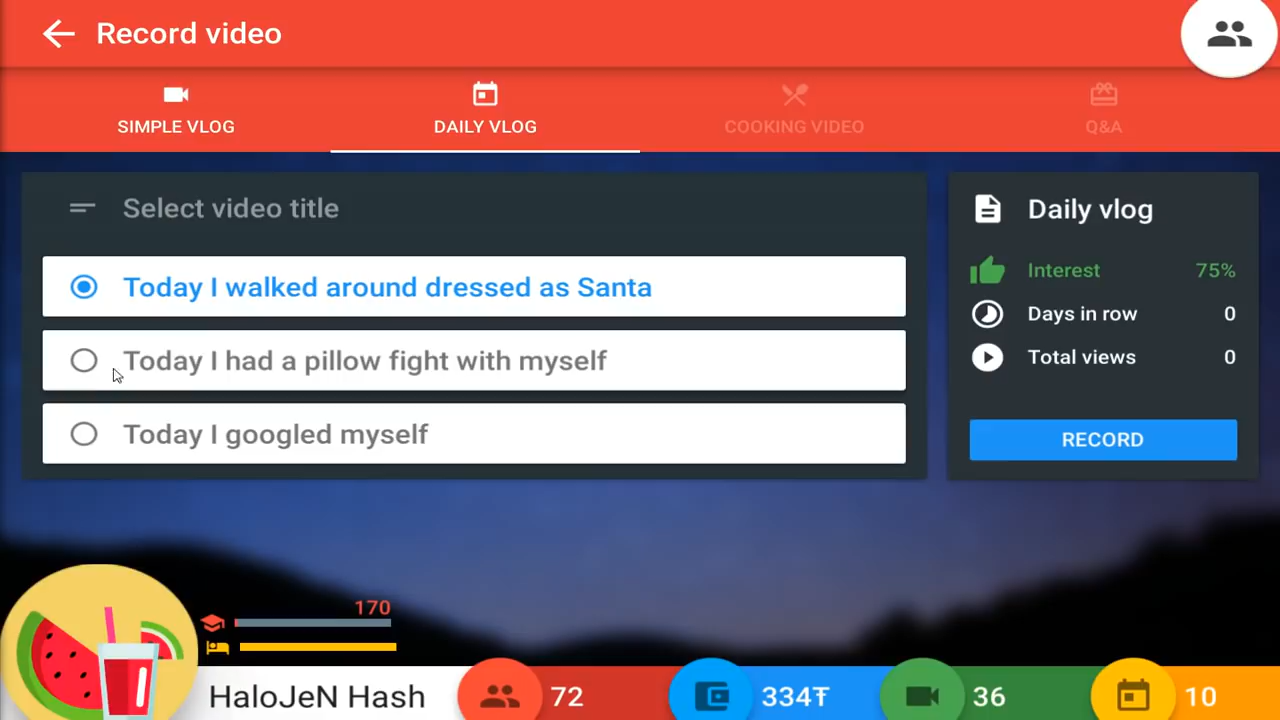 Record video
SIMPLE VLOG
DAILY VLOG
COOKING VIDEO
Q&A
Select video title
Today I walked around dressed as Santa
Today I had a pillow fight with myself
Today I googled myself
Daily vlog
Interest 75%
Days in row 0
Total views 0
RECORD
170
HaloJeN Hash
72
334Ŧ
36
10